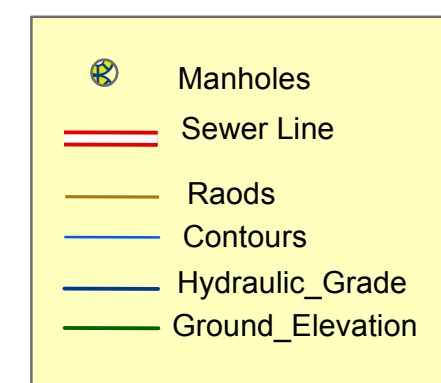 Manholes
Sewer Line
Raods
Contours
Hydraulic_Grade
Ground_Elevation